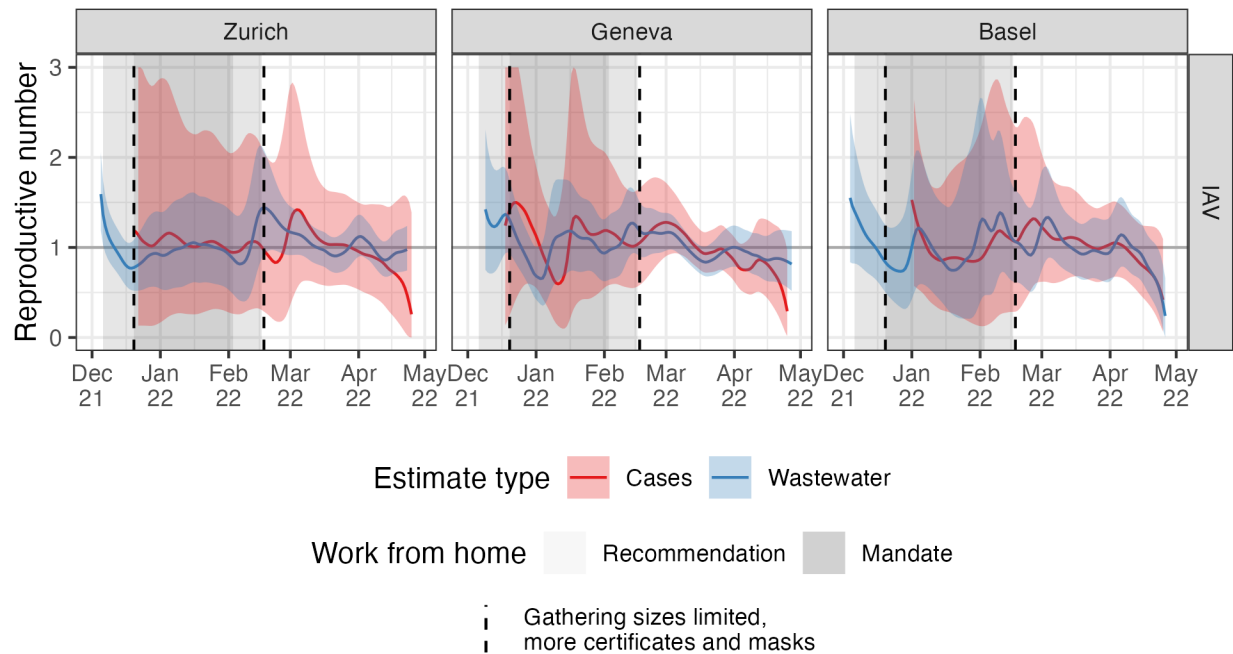 Zurich Geneva Basel
Reproductive number
3
2
1
0
IAV
Dec Jan Feb Mar Apr May Dec Jan Feb Mar Apr May Dec Jan Feb Mar Apr May
21 22 22 22 22 22 21 22 22 22 22 22 21 22 22 22 22 22
Estimate type Cases Wastewater
Work from home Recommendation Mandate
Gathering sizes limited,
more certificates and masks